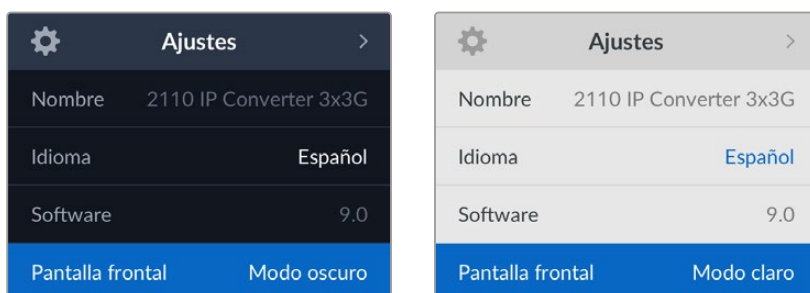 Ajustes
Nombre 2110 IP Converter 3x3G
Idioma Español
Software 9.0
Pantalla frontal Modo oscuro
Ajustes
Nombre 2110 IP Converter 3x3G
Idioma Español
Software 9.0
Pantalla frontal Modo claro